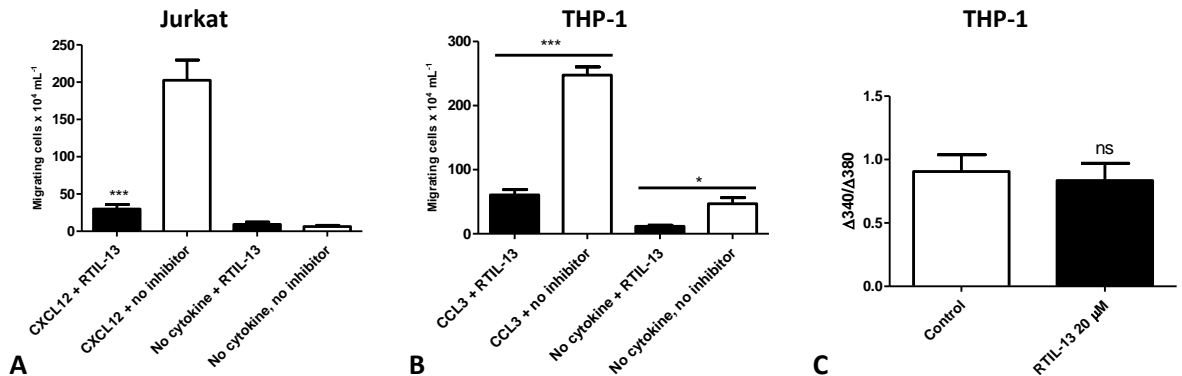 Jurkat
Migrating cells x 10⁴ mL⁻¹
250
200
150
100
50
0
***
CXCL12 + RTIL-13
CXCL12 + no inhibitor
No cytokine + RTIL-13
No cytokine, no inhibitor
A
THP-1
Migrating cells x 10⁴ mL⁻¹
300
200
100
0
***
*
CCL3 + RTIL-13
CCL3 + no inhibitor
No cytokine + RTIL-13
No cytokine, no inhibitor
B
THP-1
Δ340/Δ380
1.5
1.0
0.5
0.0
ns
Control
RTIL-13 20 µM
C